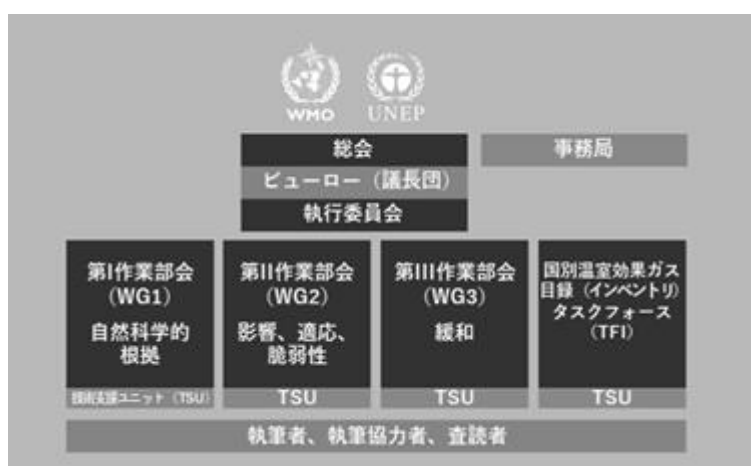 WMO
UNEP
総会
事務局
ビューロー（議長団）
執行委員会
第I作業部会
(WG1)
自然科学的
根拠
技術支援ユニット（TSU）
第II作業部会
(WG2)
影響、適応、
脆弱性
TSU
第III作業部会
(WG3)
緩和
TSU
国別温室効果ガス
目録（インベントリ）
タスクフォース
(TFI)
TSU
執筆者、執筆協力者、査読者